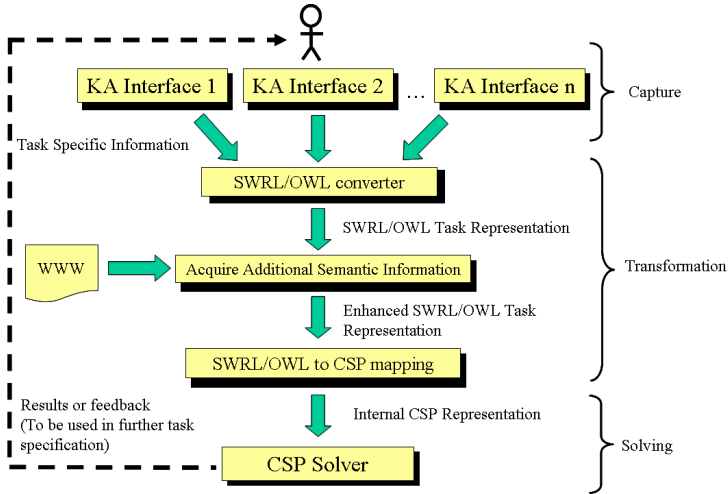 KA Interface 1
KA Interface 2
...
KA Interface n
Capture
Task Specific Information
SWRL/OWL converter
SWRL/OWL Task Representation
WWW
Acquire Additional Semantic Information
Transformation
Enhanced SWRL/OWL Task
Representation
SWRL/OWL to CSP mapping
Results or feedback
(To be used in further task
specification)
Internal CSP Representation
CSP Solver
Solving